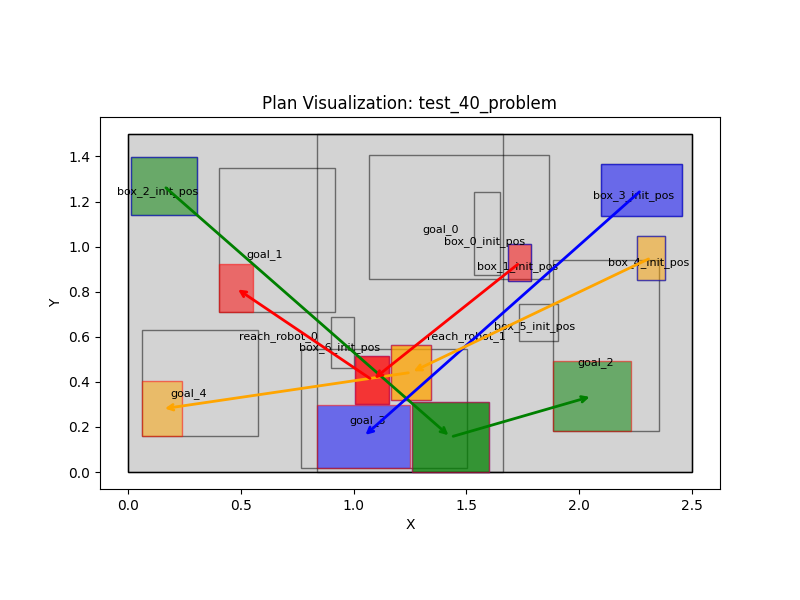 Plan Visualization: test_40_problem
1.4
1.2
1.0
0.8
0.6
0.4
0.2
0.0
Y
box_2_init_pos
box_3_init_pos
goal_0
box_0_init_pos
goal_1
box_1_init_pos
box_4_init_pos
box_5_init_pos
reach_robot_0
reach_robot_1
box_6_init_pos
goal_2
goal_4
goal_3
0.0
0.5
1.0
1.5
2.0
2.5
X